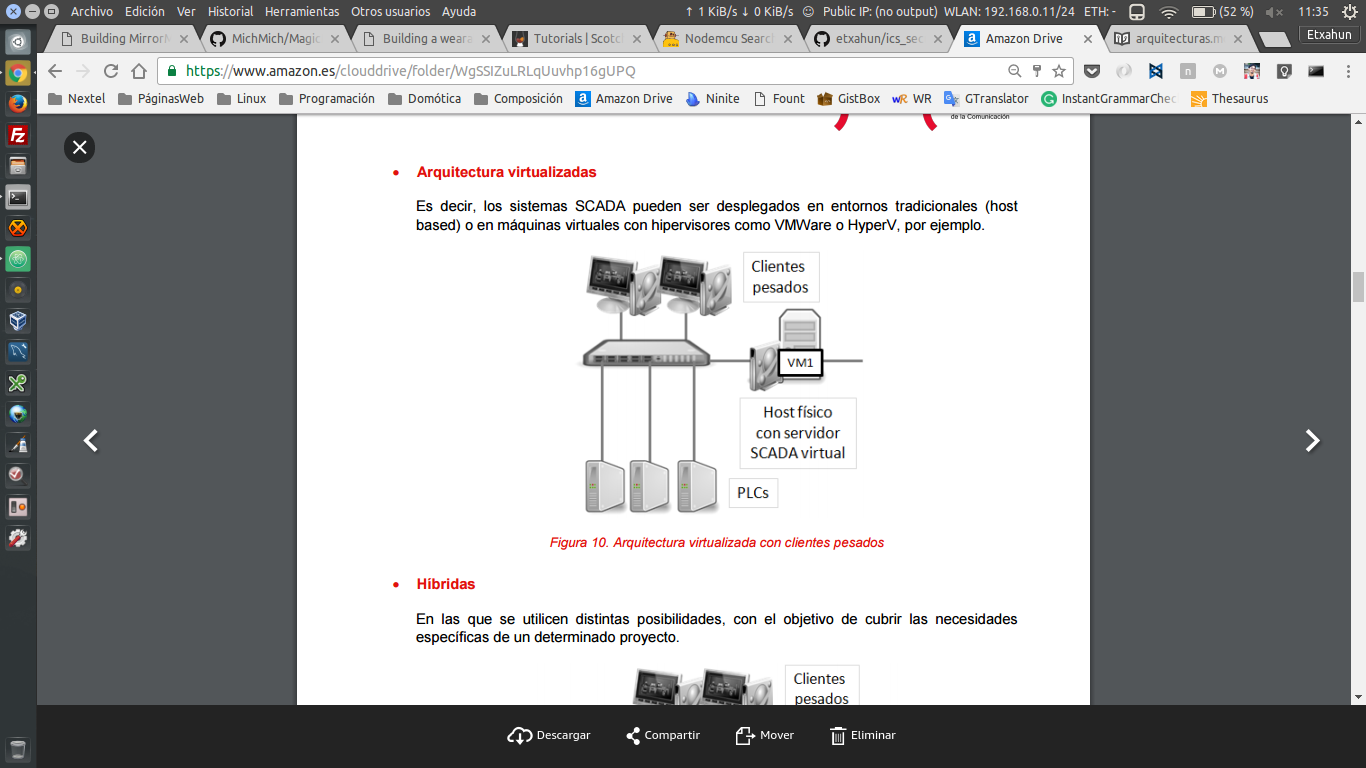 Archivo Edición Ver Historial Herramientas Otros usuarios Ayuda
↑ 1 KiB/s ↓ 0 KiB/s Public IP: (no output) WLAN: 192.168.0.11/24 ETH: - (52 %) 11:35
Building MirrorM MichMich/Magic Building a weara Tutorials | Scotch Nodemcu Searc etxahun/ics_sec Amazon Drive arquitecturas.m Etxahun
https://www.amazon.es/clouddrive/folder/WgSSIZuLRLqUuvhp16gUPQ
Nextel PáginasWeb Linux Programación Domótica Composición Amazon Drive Ninite Fount GistBox WR GTranslator InstantGrammarChec Thesaurus
de la Comunicación
• Arquitectura virtualizadas
Es decir, los sistemas SCADA pueden ser desplegados en entornos tradicionales (host
based) o en máquinas virtuales con hipervisores como VMWare o HyperV, por ejemplo.
Clientes
pesados
VM1
Host físico
con servidor
SCADA virtual
PLCs
Figura 10. Arquitectura virtualizada con clientes pesados
• Híbridas
En las que se utilicen distintas posibilidades, con el objetivo de cubrir las necesidades
específicas de un determinado proyecto.
Clientes
pesados
Descargar Compartir Mover Eliminar